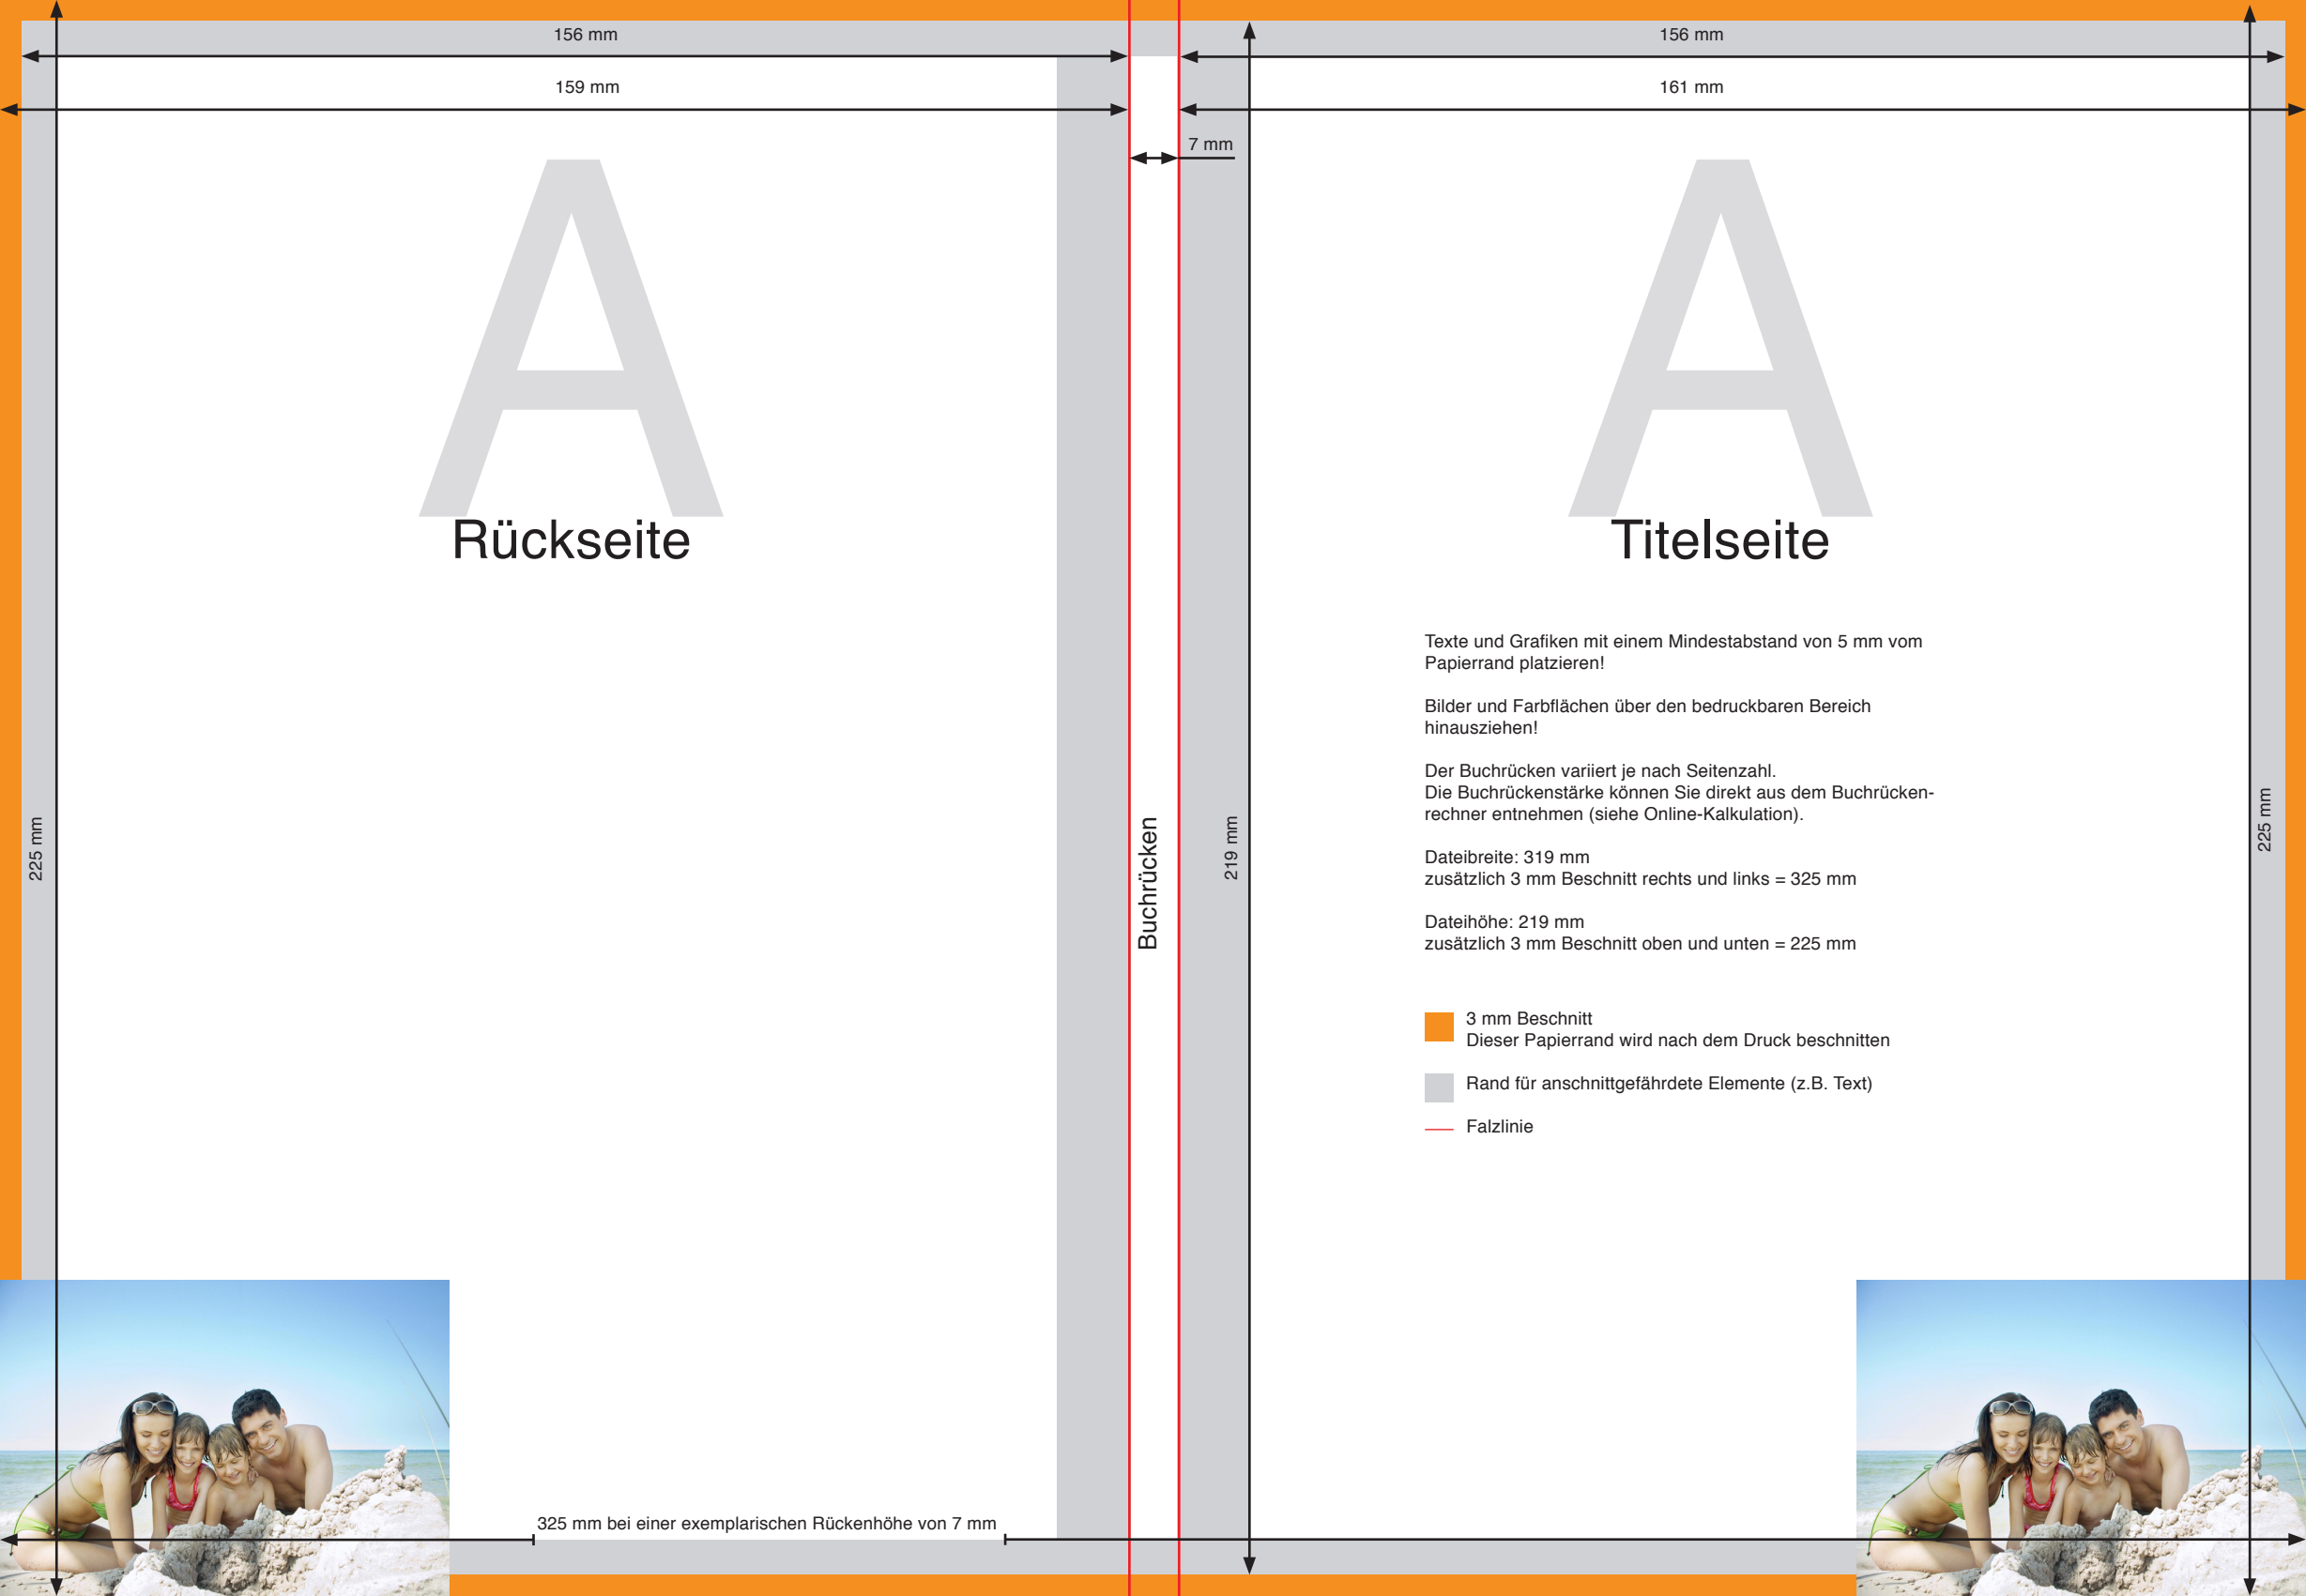 156 mm
156 mm
159 mm
161 mm
7 mm
A
A
Rückseite
Titelseite
Texte und Grafiken mit einem Mindestabstand von 5 mm vom
Papierrand platzieren!
Bilder und Farbflächen über den bedruckbaren Bereich
hinausziehen!
Der Buchrücken variiert je nach Seitenzahl.
Die Buchrückenstärke können Sie direkt aus dem Buchrücken-
rechner entnehmen (siehe Online-Kalkulation).
225 mm
Buchrücken
219 mm
225 mm
Dateibreite: 319 mm
zusätzlich 3 mm Beschnitt rechts und links = 325 mm
Dateihöhe: 219 mm
zusätzlich 3 mm Beschnitt oben und unten = 225 mm
3 mm Beschnitt
Dieser Papierrand wird nach dem Druck beschnitten
Rand für anschnittgefährdete Elemente (z.B. Text)
Falzlinie
325 mm bei einer exemplarischen Rückenhöhe von 7 mm